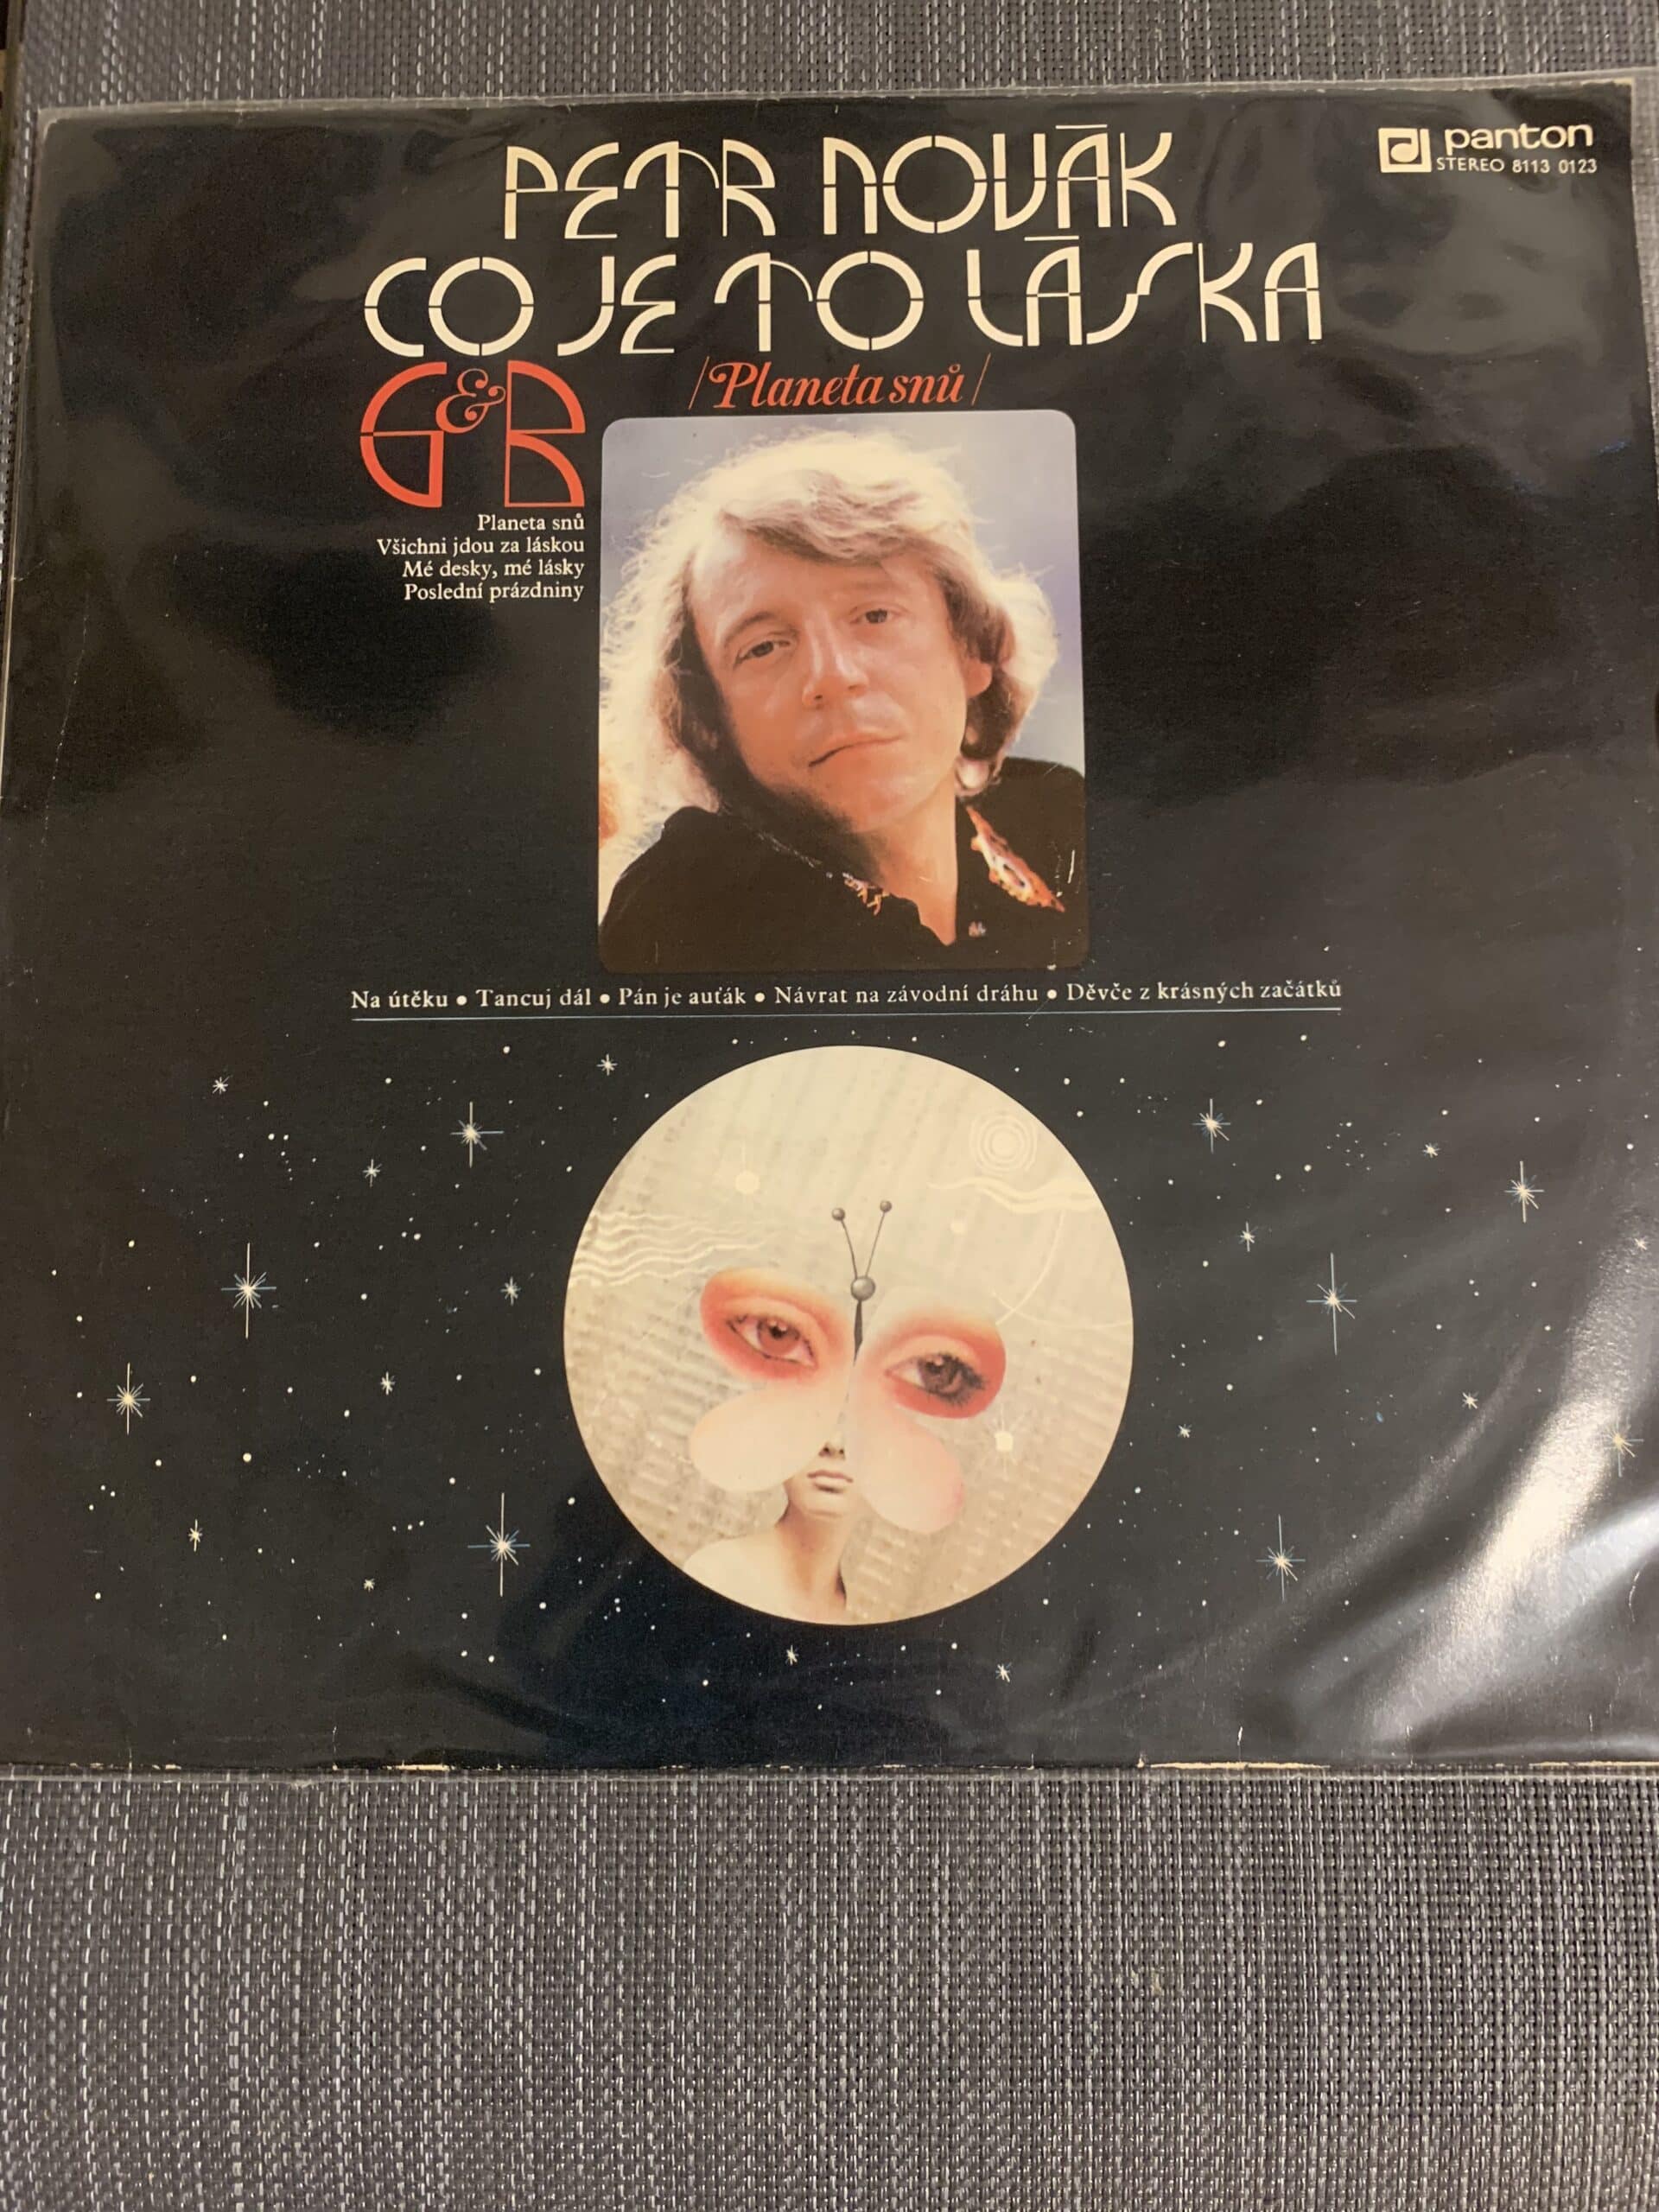 PETR NOVÁK
panton
STEREO 8113 0123
CO JE TO LÁSKA
/Planeta snů/
G&B
Planeta snů
Všichni jdou za láskou
Mé desky, mé lásky
Poslední prázdniny
Na útěku • Tancuj dál • Pán je auťák • Návrat na závodní dráhu • Děvče z krásných začátků